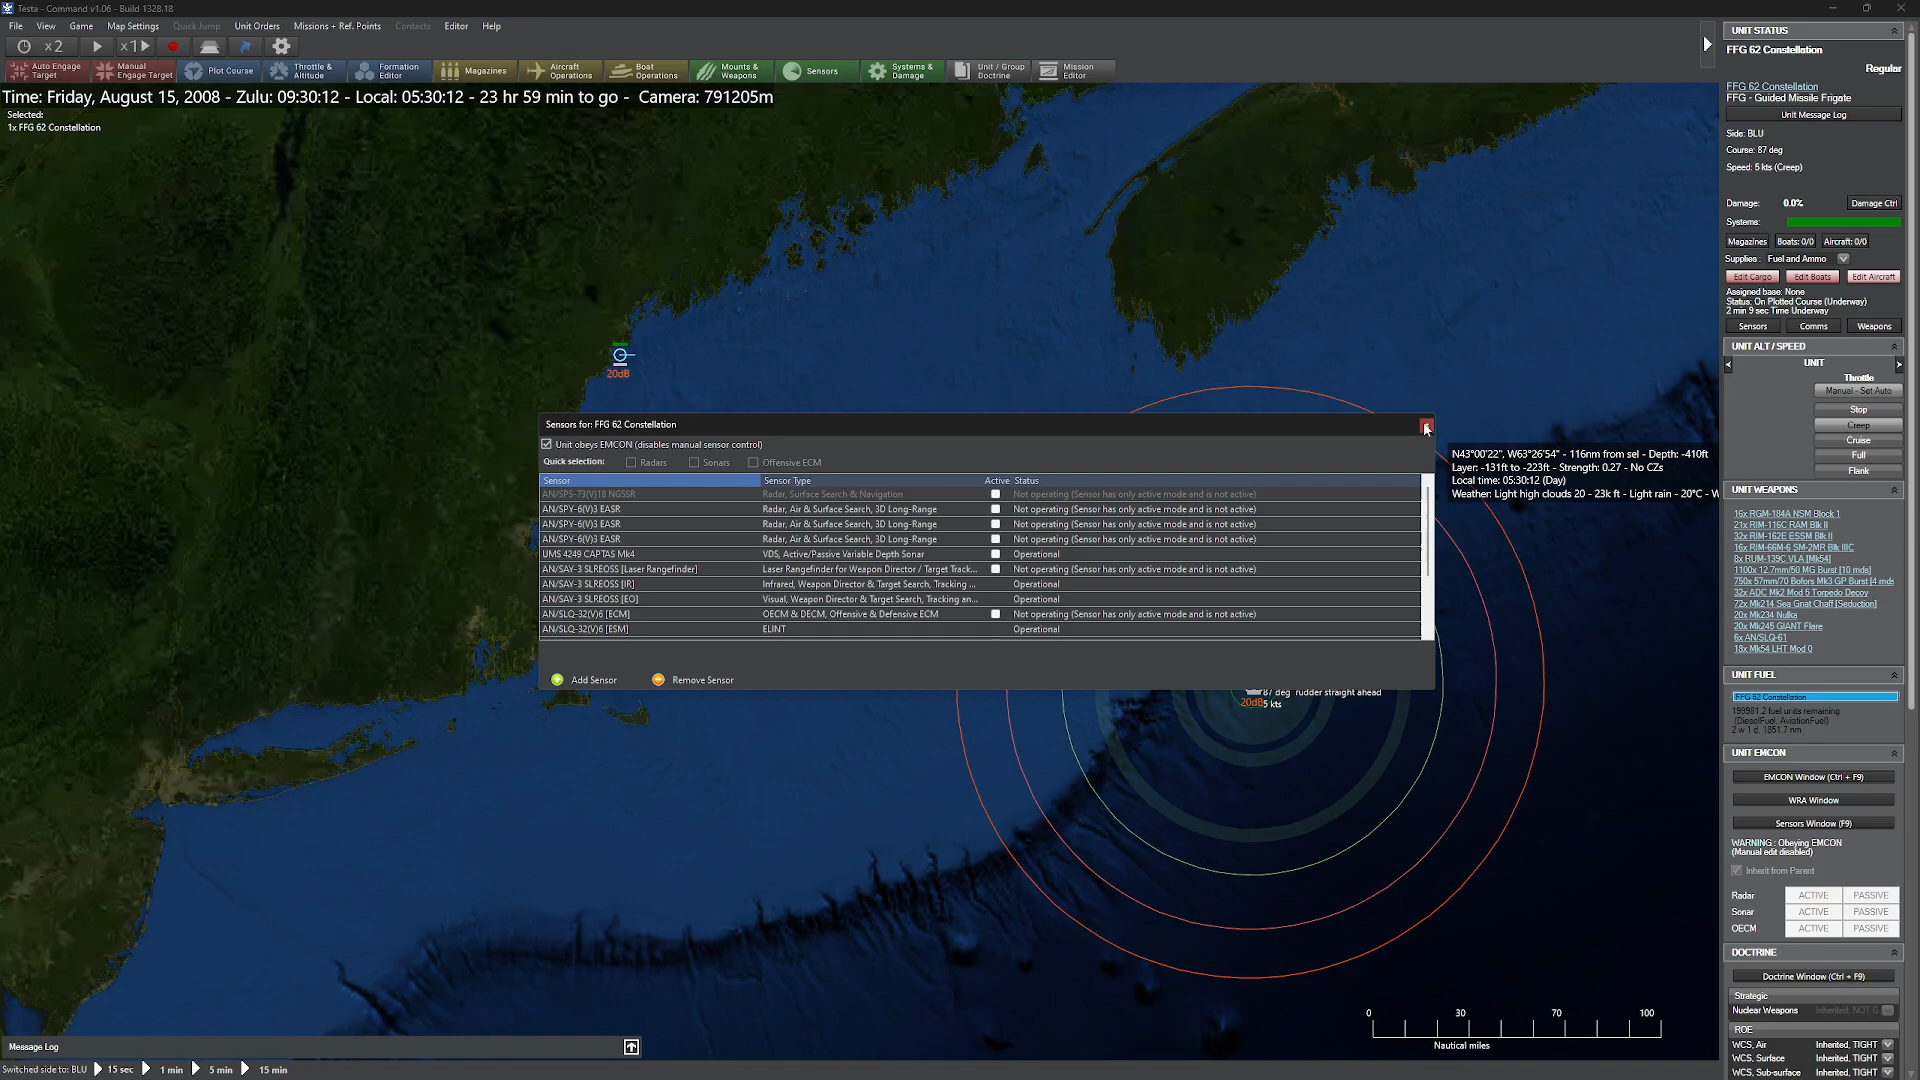 Testa - Command v1.06 - Build 1328.18
File View Game Map Settings Quick Jump Unit Orders Missions + Ref. Points Contacts Editor Help
x 2 x 1
Auto Engage Target
Manual Engage Target
Plot Course
Throttle & Altitude
Formation Editor
Magazines
Aircraft Operations
Boat Operations
Mounts & Weapons
Sensors
Systems & Damage
Unit / Group Doctrine
Mission Editor
Time: Friday, August 15, 2008 - Zulu: 09:30:12 - Local: 05:30:12 - 23 hr 59 min to go - Camera: 791205m
Selected:
1x FFG 62 Constellation
20dB
Sensors for: FFG 62 Constellation
Unit obeys EMCON (disables manual sensor control)
Quick selection: Radars Sonars Offensive ECM
Sensor Sensor Type Active Status
AN/SPS-73(V)18 NGSSR Radar, Surface Search & Navigation Not operating (Sensor has only active mode and is not active)
AN/SPY-6(V)3 EASR Radar, Air & Surface Search, 3D Long-Range Not operating (Sensor has only active mode and is not active)
AN/SPY-6(V)3 EASR Radar, Air & Surface Search, 3D Long-Range Not operating (Sensor has only active mode and is not active)
AN/SPY-6(V)3 EASR Radar, Air & Surface Search, 3D Long-Range Not operating (Sensor has only active mode and is not active)
UMS 4249 CAPTAS Mk4 VDS, Active/Passive Variable Depth Sonar Operational
AN/SAY-3 SLREOSS [Laser Rangefinder] Laser Rangefinder for Weapon Director / Target Track... Not operating (Sensor has only active mode and is not active)
AN/SAY-3 SLREOSS [IR] Infrared, Weapon Director & Target Search, Tracking ... Operational
AN/SAY-3 SLREOSS [EO] Visual, Weapon Director & Target Search, Tracking an... Operational
AN/SLQ-32(V)6 [ECM] OECM & DECM, Offensive & Defensive ECM Not operating (Sensor has only active mode and is not active)
AN/SLQ-32(V)6 [ESM] ELINT Operational
Add Sensor Remove Sensor
N43°00'22", W63°26'54" - 116nm from sel - Depth: -410ft
Layer: -131ft to -223ft - Strength: 0.27 - No CZs
Local time: 05:30:12 (Day)
Weather: Light high clouds 20 - 23k ft - Light rain - 20°C - W
87 deg rudder straight ahead
20dB 5 kts
0 30 70 100
Nautical miles
Message Log
Switched side to: BLU 15 sec 1 min 5 min 15 min
UNIT STATUS
FFG 62 Constellation
Regular
FFG 62 Constellation
FFG - Guided Missile Frigate
Unit Message Log
Side: BLU
Course: 87 deg
Speed: 5 kts (Creep)
Damage: 0.0% Damage Ctrl
Systems:
Magazines Boats: 0/0 Aircraft: 0/0
Supplies : Fuel and Ammo
Edit Cargo Edit Boats Edit Aircraft
Assigned base: None
Status: On Plotted Course (Underway)
2 min 9 sec Time Underway
Sensors Comms Weapons
UNIT ALT / SPEED
UNIT
Throttle
Manual - Set Auto
Stop
Creep
Cruise
Full
Flank
UNIT WEAPONS
16x RGM-184A NSM Block 1
21x RIM-116C RAM Blk II
32x RIM-162E ESSM Blk II
16x RIM-66M-6 SM-2MR Blk IIIC
8x RUM-139C VLA [Mk54]
1100x 12.7mm/50 MG Burst [10 rnds]
750x 57mm/70 Bofors Mk3 GP Burst [4 rnds
32x ADC Mk2 Mod 5 Torpedo Decoy
72x Mk214 Sea Gnat Chaff [Seduction]
20x Mk234 Nulka
20x Mk245 GIANT Flare
6x AN/SLQ-61
18x Mk54 LHT Mod 0
UNIT FUEL
FFG 62 Constellation
199981.2 fuel units remaining
(DieselFuel, AviationFuel)
2 w 1 d, 1851.7 nm
UNIT EMCON
EMCON Window (Ctrl + F9)
WRA Window
Sensors Window (F9)
WARNING : Obeying EMCON
(Manual edit disabled)
Inherit from Parent
Radar ACTIVE PASSIVE
Sonar ACTIVE PASSIVE
OECM ACTIVE PASSIVE
DOCTRINE
Doctrine Window (Ctrl + F9)
Strategic
Nuclear Weapons Inherited, NOT G
ROE
WCS, Air Inherited, TIGHT
WCS, Surface Inherited, TIGHT
WCS, Sub-surface Inherited, TIGHT